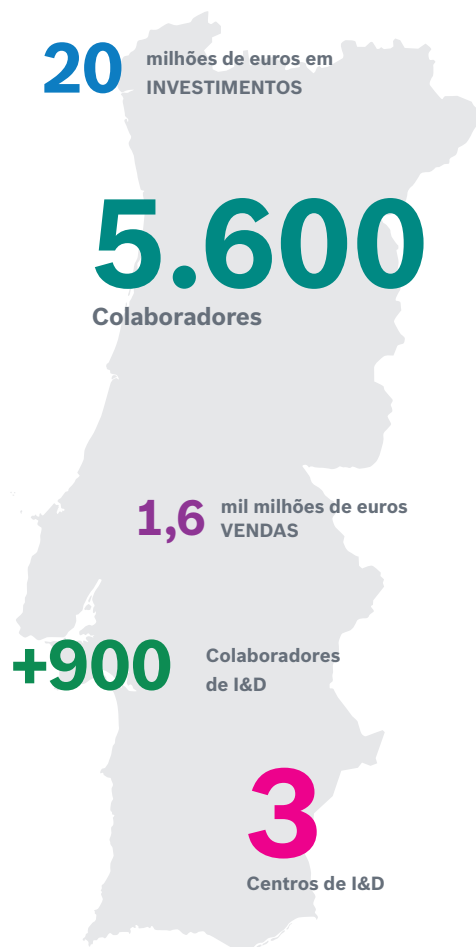 20
milhões de euros em
INVESTIMENTOS
5.600
Colaboradores
1,6
mil milhões de euros
VENDAS
+900
Colaboradores
de I&D
3
Centros de I&D